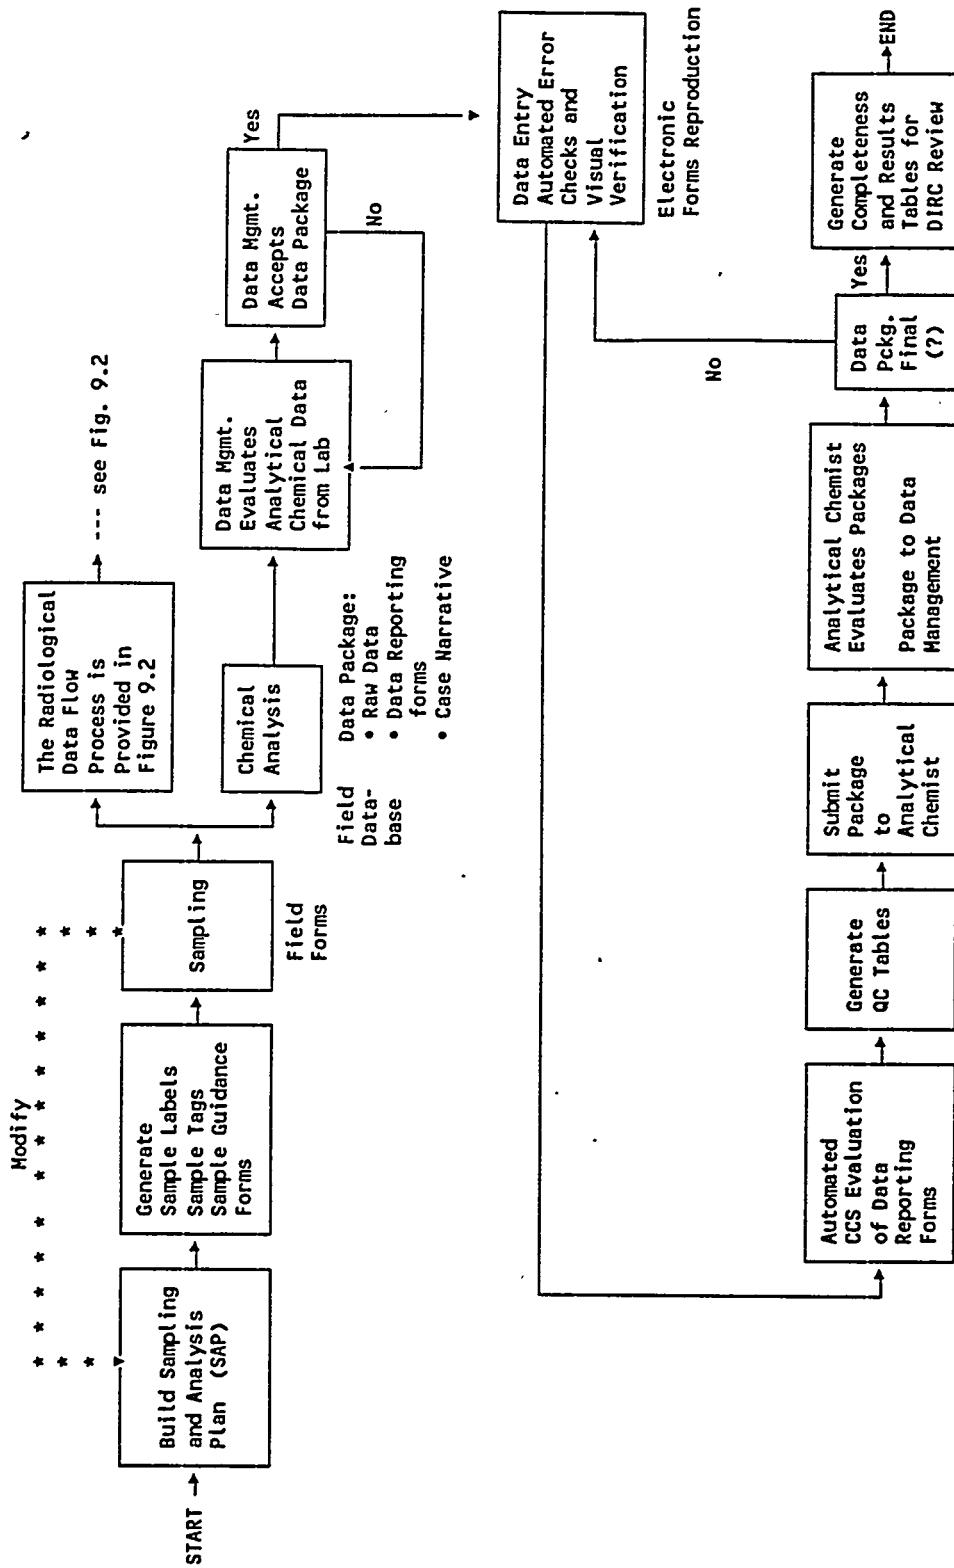 Modify
START
Build Sampling
and Analysis
Plan (SAP)
Generate
Sample Labels
Sample Tags
Sample Guidance
Forms
Sampling
Field
Forms
The Radiological
Data Flow
Process is
Provided in
Figure 9.2
--- see Fig. 9.2
Chemical
Analysis
Field
Data-
base
Data Package:
• Raw Data
• Data Reporting
forms
• Case Narrative
Data Mgmt.
Evaluates
Analytical
Chemical Data
from Lab
Data Mgmt.
Accepts
Data Package
Yes
No
Data Entry
Automated Error
Checks and
Visual
Verification
Electronic
Forms Reproduction
Automated
CCS Evaluation
of Data
Reporting
Forms
Generate
QC Tables
Submit
Package
to
Analytical
Chemist
Analytical Chemist
Evaluates Packages
Package to Data
Management
Data
Pckg.
Final
(?)
No
Yes
Generate
Completeness
and Results
Tables for
DIRC Review
END